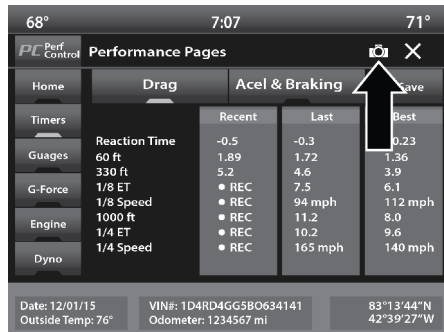 68° 7:07 71°
PC Perf Control Performance Pages
Home Drag Acel & Braking Save
Timers Recent Last Best
Reaction Time -0.5 -0.3 0.23
Guages 60 ft 1.89 1.72 1.36
330 ft 5.2 4.6 3.9
G-Force 1/8 ET ● REC 7.5 6.1
1/8 Speed ● REC 94 mph 112 mph
Engine 1000 ft ● REC 11.2 8.0
1/4 ET ● REC 10.2 9.6
Dyno 1/4 Speed ● REC 165 mph 140 mph
Date: 12/01/15 VIN#: 1D4RD4GG5BO634141 83°13'44"N
Outside Temp: 76° Odometer: 1234567 mi 42°39'27"W